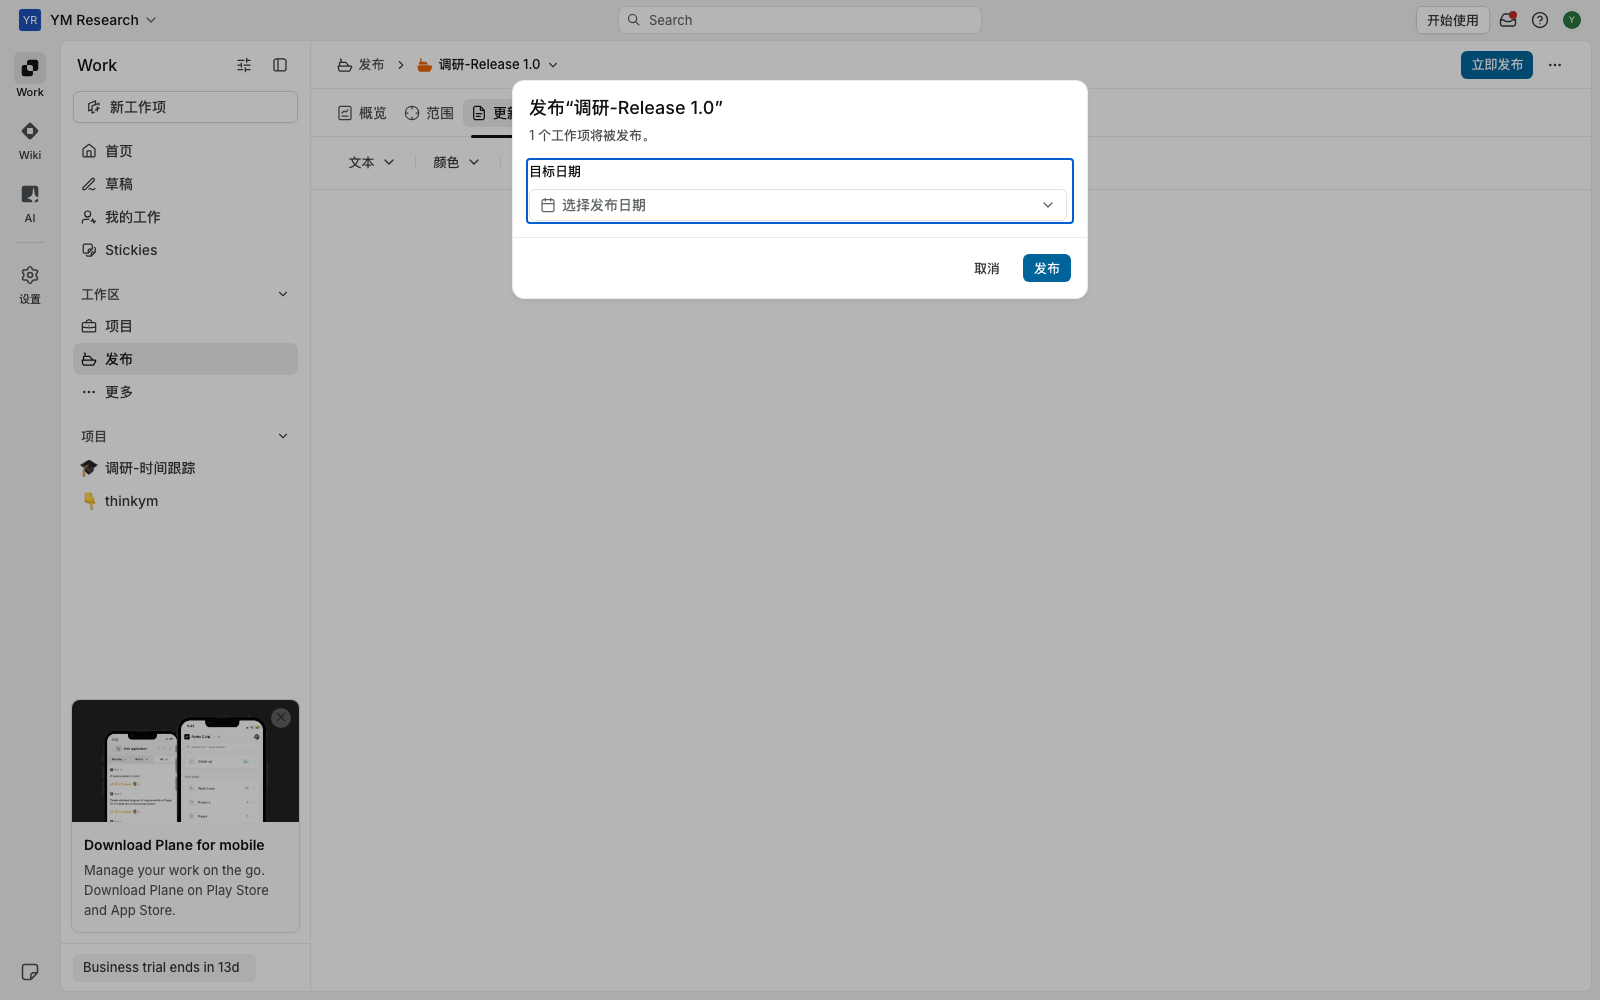 YR YM Research
Search
开始使用
Y
Work
Wiki
AI
设置
Work
新工作项
首页
草稿
我的工作
Stickies
工作区
项目
发布
更多
项目
调研-时间跟踪
thinkym
Download Plane for mobile
Manage your work on the go.
Download Plane on Play Store
and App Store.
Business trial ends in 13d
发布
调研-Release 1.0
立即发布
概览
范围
文本
颜色
发布“调研-Release 1.0”
1 个工作项将被发布。
目标日期
选择发布日期
取消
发布